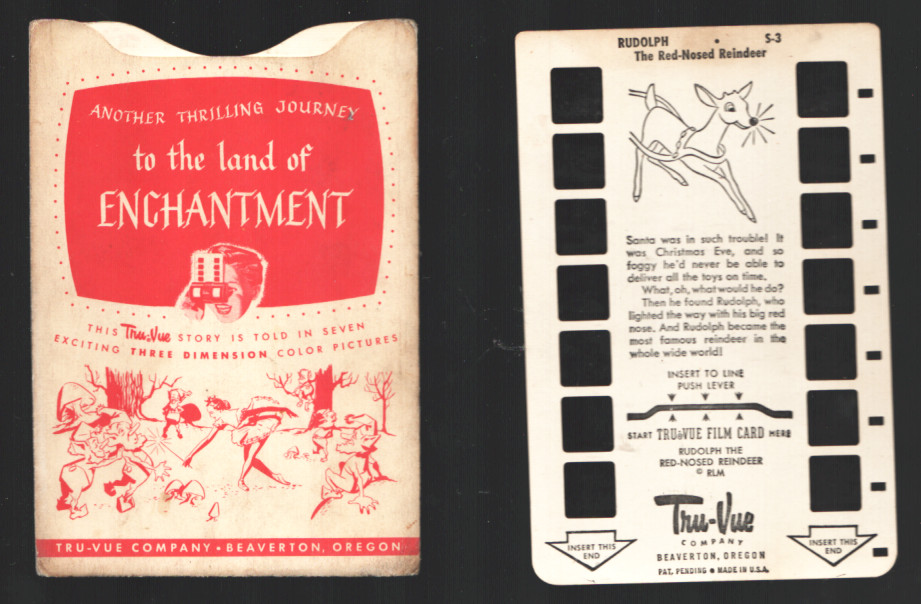 ANOTHER THRILLING JOURNEY
to the land of
ENCHANTMENT
THIS Tru-Vue STORY IS TOLD IN SEVEN
EXCITING THREE DIMENSION COLOR PICTURES
TRU-VUE COMPANY • BEAVERTON, OREGON
RUDOLPH • S-3
The Red-Nosed Reindeer
Santa was in such trouble! It
was Christmas Eve, and so
foggy he'd never be able to
deliver all the toys on time.
What, oh, what would he do?
Then he found Rudolph, who
lighted the way with his big red
nose. And Rudolph became the
most famous reindeer in the
whole wide world!
INSERT TO LINE
PUSH LEVER
START TRU-VUE FILM CARD HERE
RUDOLPH THE
RED-NOSED REINDEER
© RLM
Tru-Vue
COMPANY
BEAVERTON, OREGON
PAT. PENDING • MADE IN U.S.A.
INSERT THIS
END
INSERT THIS
END